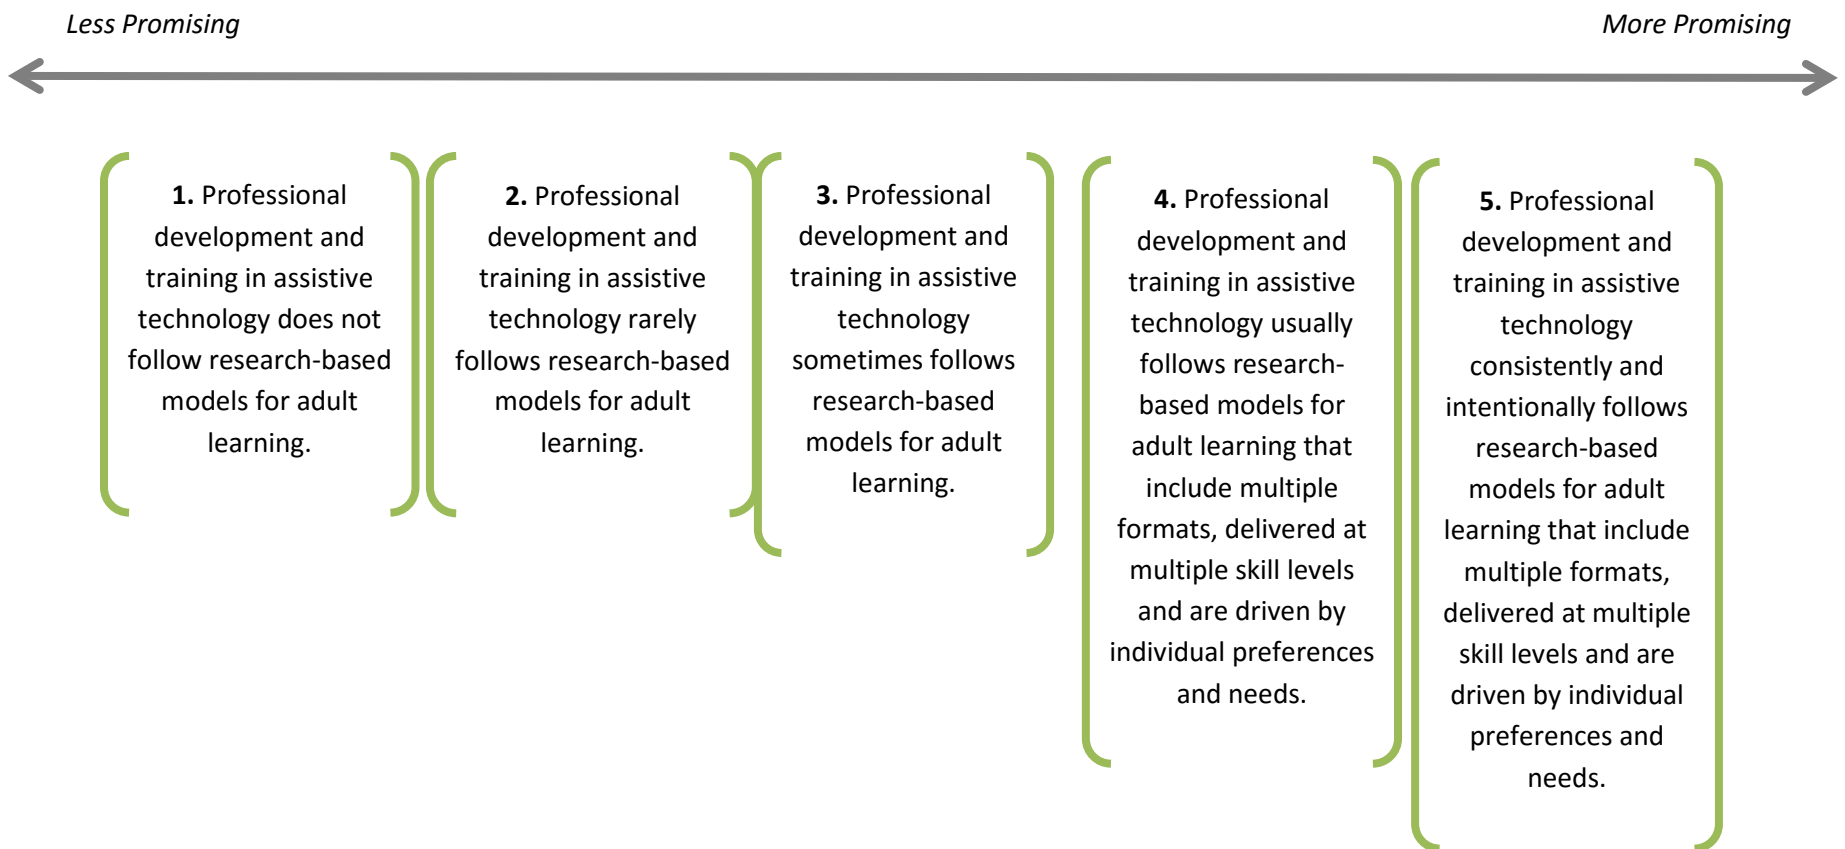 Less Promising
More Promising
1. Professional
development and
training in assistive
technology does not
follow research-based
models for adult
learning.
2. Professional
development and
training in assistive
technology rarely
follows research-based
models for adult
learning.
3. Professional
development and
training in assistive
technology
sometimes follows
research-based
models for adult
learning.
4. Professional
development and
training in assistive
technology usually
follows research-
based models for
adult learning that
include multiple
formats, delivered at
multiple skill levels
and are driven by
individual preferences
and needs.
5. Professional
development and
training in assistive
technology
consistently and
intentionally follows
research-based
models for adult
learning that include
multiple formats,
delivered at multiple
skill levels and are
driven by individual
preferences and
needs.